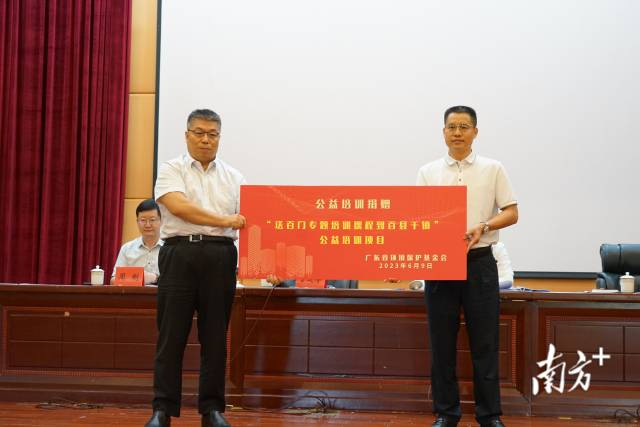 南方+
公益培训捐赠
“送百门专题培训课程到百县千镇”
公益培训项目
广东省环境保护基金会
2023年6月9日